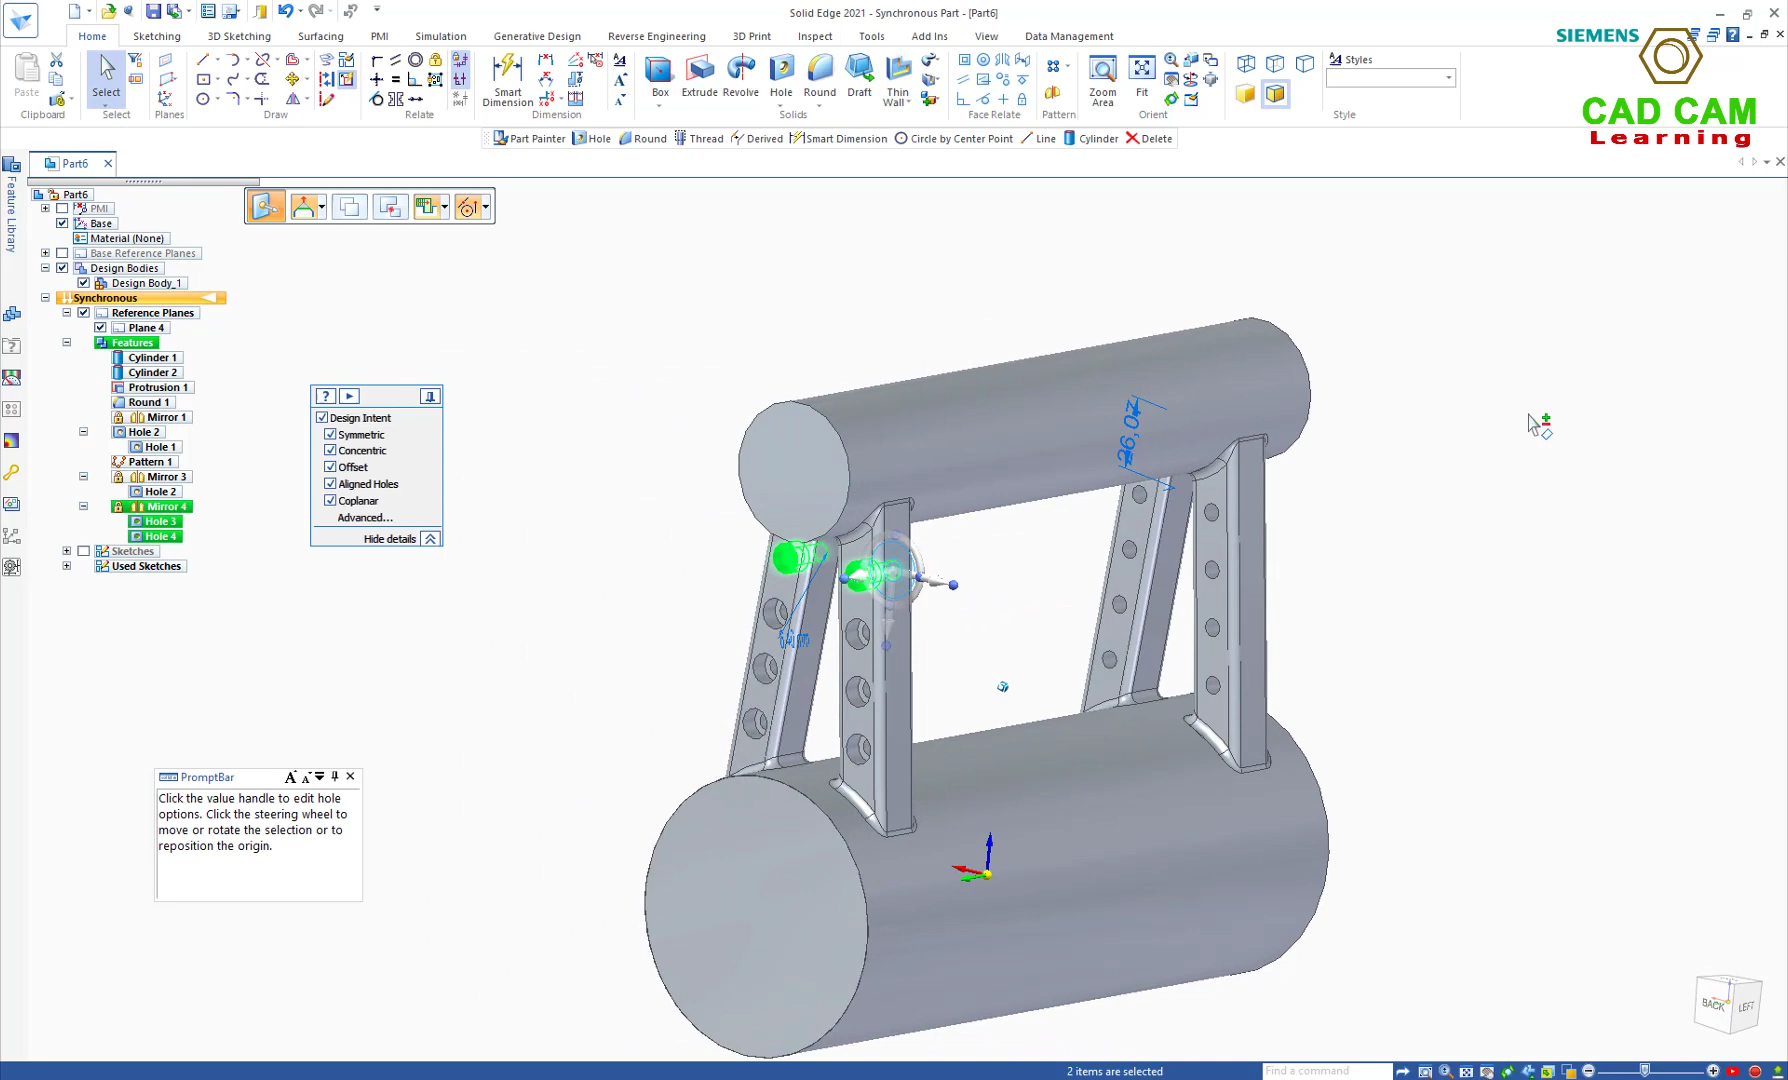 Solid Edge 2021 - Synchronous Part - [Part6]
Home Sketching 3D Sketching Surfacing PMI Simulation Generative Design Reverse Engineering 3D Print Inspect Tools Add Ins View Data Management
SIEMENS
CAD CAM
Learning
Paste
Select
Smart Dimension
Box Extrude Revolve Hole Round Draft Thin Wall
Zoom Area
Fit
Styles
Clipboard Select Planes Draw Relate Dimension Solids Face Relate Pattern Orient Style
Part Painter Hole Round Thread Derived Smart Dimension Circle by Center Point Line Cylinder Delete
Part6
Feature Library
Part6
PMI
Base
Material (None)
Base Reference Planes
Design Bodies
Design Body_1
Synchronous
Reference Planes
Plane 4
Features
Cylinder 1
Cylinder 2
Protrusion 1
Round 1
Mirror 1
Hole 2
Hole 1
Pattern 1
Mirror 3
Hole 2
Mirror 4
Hole 3
Hole 4
Sketches
Used Sketches
Design Intent
Symmetric
Concentric
Offset
Aligned Holes
Coplanar
Advanced...
Hide details
26,07
PromptBar
Click the value handle to edit hole
options. Click the steering wheel to
move or rotate the selection or to
reposition the origin.
BACK
LEFT
2 items are selected
Find a command